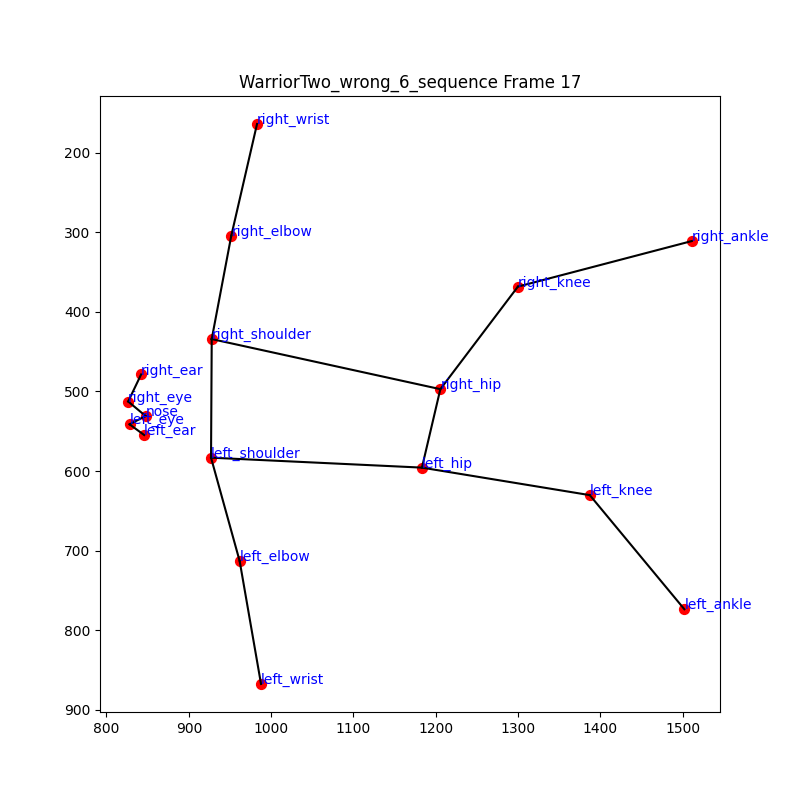 WarriorTwo_wrong_6_sequence Frame 17
right_wrist
right_elbow
right_ankle
right_knee
right_shoulder
right_ear
right_hip
right_eye
nose
left_eye
left_ear
left_shoulder
left_hip
left_knee
left_elbow
left_ankle
left_wrist
200
300
400
500
600
700
800
900
800 900 1000 1100 1200 1300 1400 1500